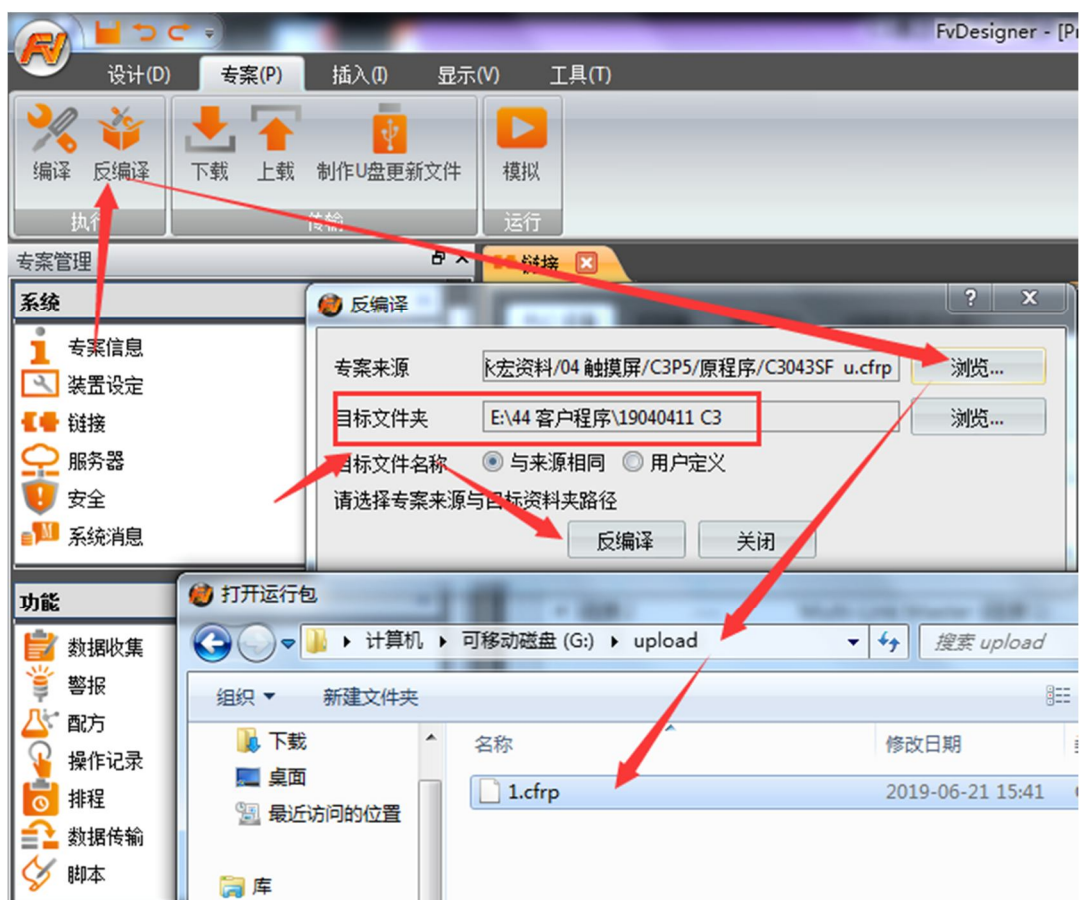 FV
FvDesigner - [Pr
设计(D) 专案(P) 插入(I) 显示(V) 工具(T)
编译 反编译 下载 上载 制作U盘更新文件 模拟
执行 传输 运行
专案管理
链接
系统
专案信息
装置设定
链接
服务器
安全
系统消息
反编译
专案来源 永宏资料/04 触摸屏/C3P5/原程序/C3043SF_u.cfrp 浏览...
目标文件夹 E:\44 客户程序\19040411 C3 浏览...
目标文件名称 与来源相同 用户定义
请选择专案来源与目标资料夹路径
反编译 关闭
功能
数据收集
警报
配方
操作记录
排程
数据传输
脚本
打开运行包
计算机 可移动磁盘 (G:) upload 搜索 upload
组织 新建文件夹
下载
桌面
最近访问的位置
库
名称 修改日期
1.cfrp 2019-06-21 15:41